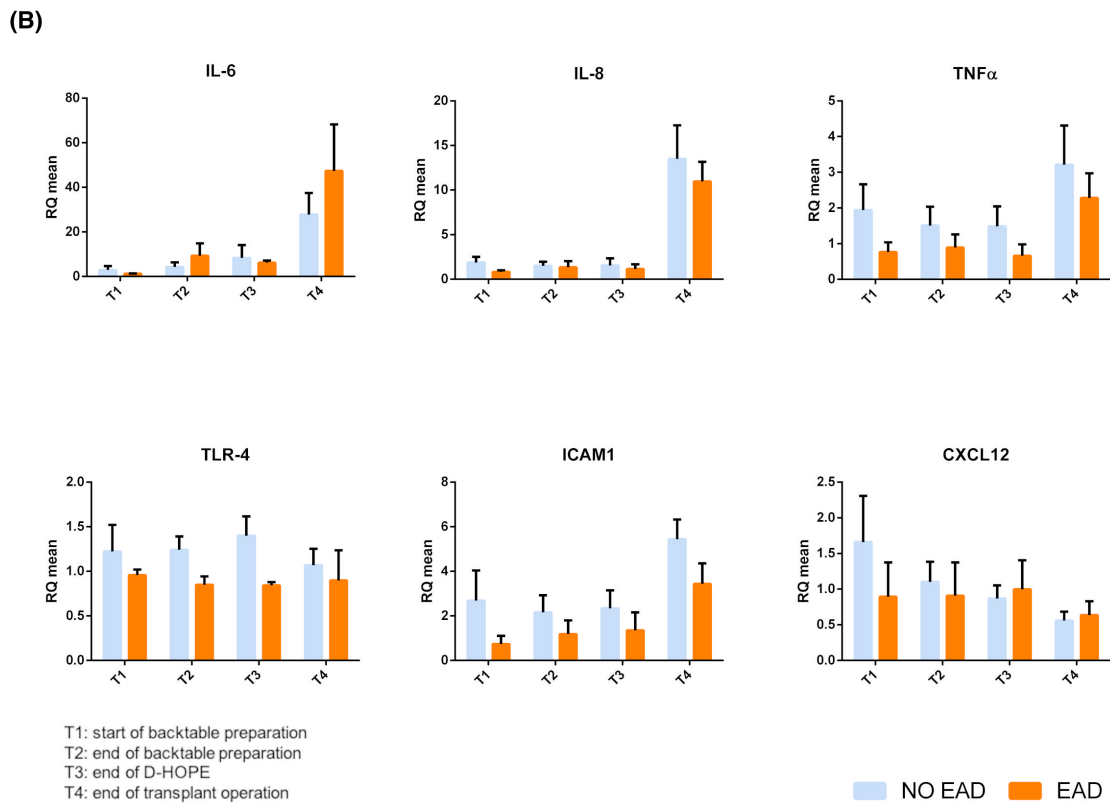 (B)
IL-6
RQ mean
80
60
40
20
0
T1 T2 T3 T4
IL-8
RQ mean
20
15
10
5
0
T1 T2 T3 T4
TNFα
RQ mean
5
4
3
2
1
0
T1 T2 T3 T4
TLR-4
RQ mean
2.0
1.5
1.0
0.5
0.0
T1 T2 T3 T4
ICAM1
RQ mean
8
6
4
2
0
T1 T2 T3 T4
CXCL12
RQ mean
2.5
2.0
1.5
1.0
0.5
0.0
T1 T2 T3 T4
T1: start of backtable preparation
T2: end of backtable preparation
T3: end of D-HOPE
T4: end of transplant operation
NO EAD EAD